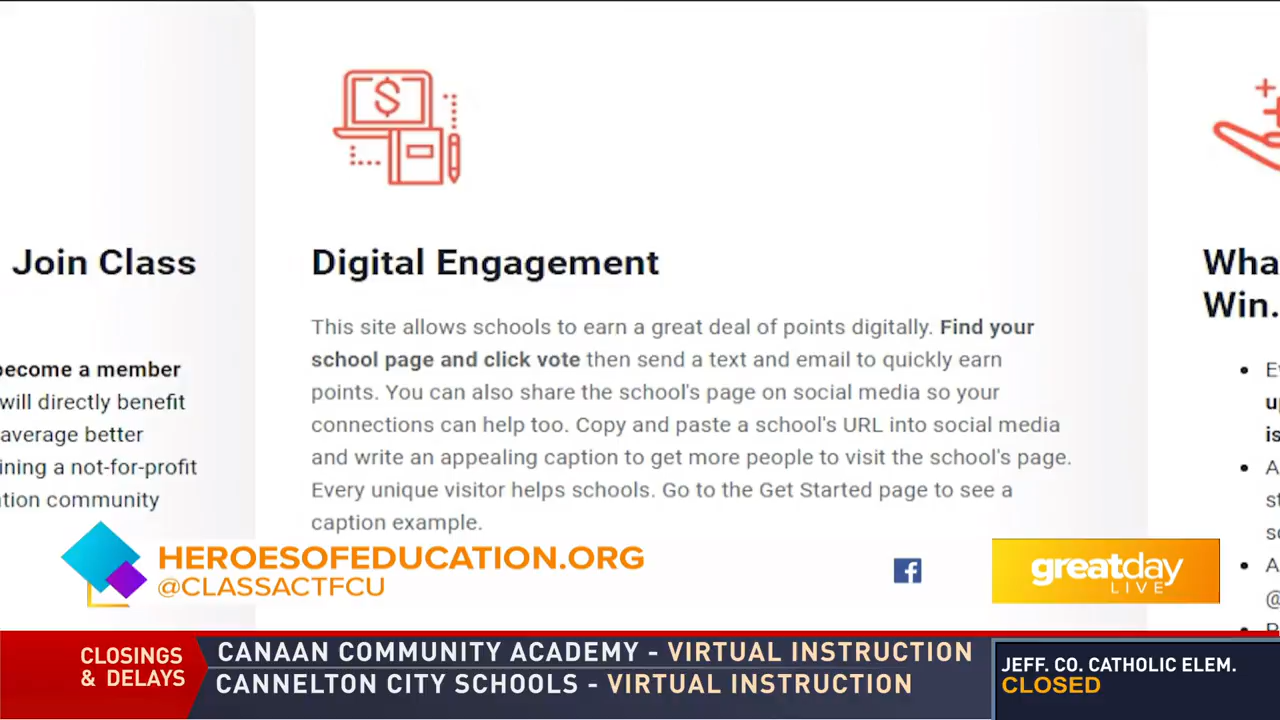 Join Class
become a member
will directly benefit
average better
ining a not-for-profit
tion community
Digital Engagement
This site allows schools to earn a great deal of points digitally. Find your
school page and click vote then send a text and email to quickly earn
points. You can also share the school's page on social media so your
connections can help too. Copy and paste a school's URL into social media
and write an appealing caption to get more people to visit the school's page.
Every unique visitor helps schools. Go to the Get Started page to see a
caption example.
Wha
Win.
HEROESOFEDUCATION.ORG
@CLASSACTFCU
greatday
LIVE
CLOSINGS
& DELAYS
CANAAN COMMUNITY ACADEMY - VIRTUAL INSTRUCTION
CANNELTON CITY SCHOOLS - VIRTUAL INSTRUCTION
JEFF. CO. CATHOLIC ELEM.
CLOSED